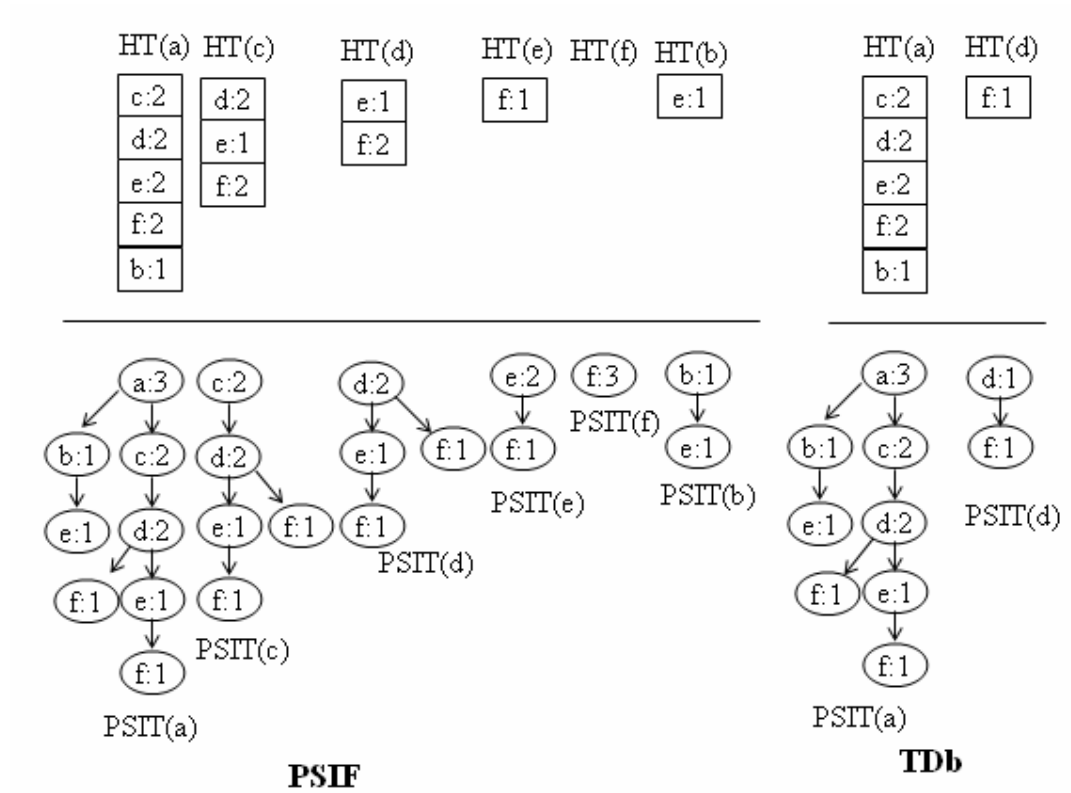 HT(a) HT(c) HT(d) HT(e) HT(f) HT(b)
c:2
d:2
e:2
f:2
b:1
d:2
e:1
f:2
e:1
f:2
f:1
e:1
HT(a) HT(d)
c:2
d:2
e:2
f:2
b:1
f:1
a:3
b:1 c:2
e:1 d:2
f:1 e:1
f:1
PSIT(a)
c:2
d:2
e:1 f:1
f:1
PSIT(c)
d:2
e:1 f:1
f:1
PSIT(d)
e:2
f:1
PSIT(e)
f:3
PSIT(f)
b:1
e:1
PSIT(b)
PSIF
a:3
b:1 c:2
e:1 d:2
f:1 e:1
f:1
PSIT(a)
d:1
f:1
PSIT(d)
TDb